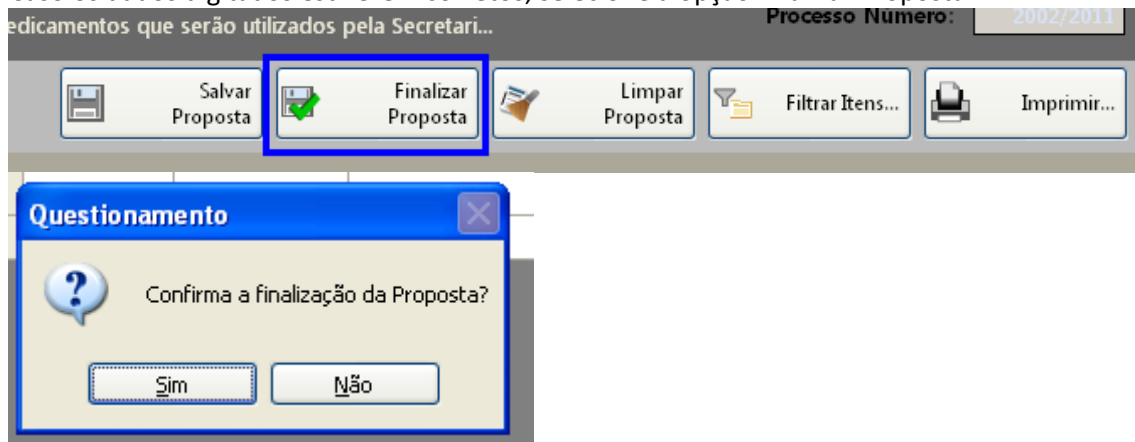 edicamentos que serão utilizados pela Secretari...
Processo Número:
2002/2011
Salvar
Proposta
Finalizar
Proposta
Limpar
Proposta
Filtrar Itens...
Imprimir...
Questionamento
Confirma a finalização da Proposta?
Sim
Não